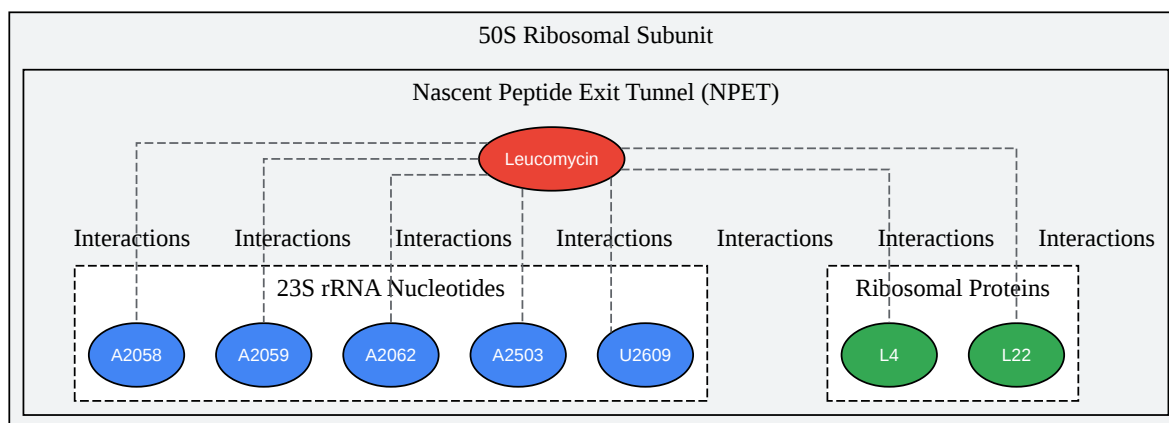 50S Ribosomal Subunit
Nascent Peptide Exit Tunnel (NPET)
Leucomycin
Interactions Interactions Interactions Interactions Interactions Interactions Interactions
23S rRNA Nucleotides Ribosomal Proteins
A2058 A2059 A2062 A2503 U2609 L4 L22